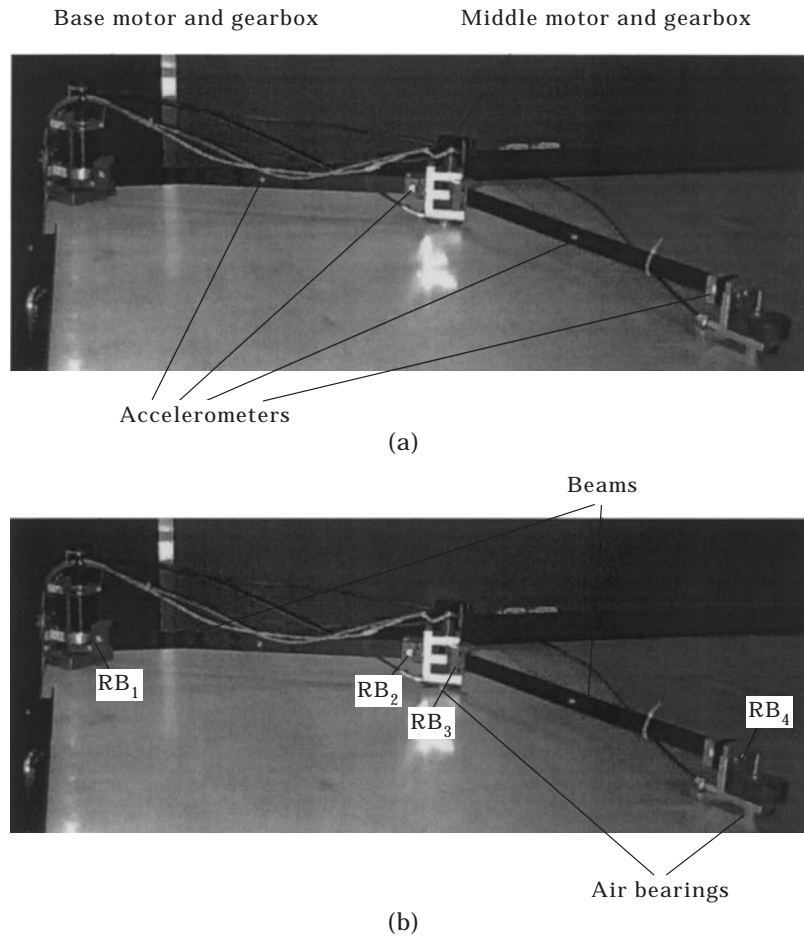 Base motor and gearbox
Middle motor and gearbox
E
Accelerometers
(a)
Beams
E
RB₁
RB₂
RB₃
RB₄
Air bearings
(b)